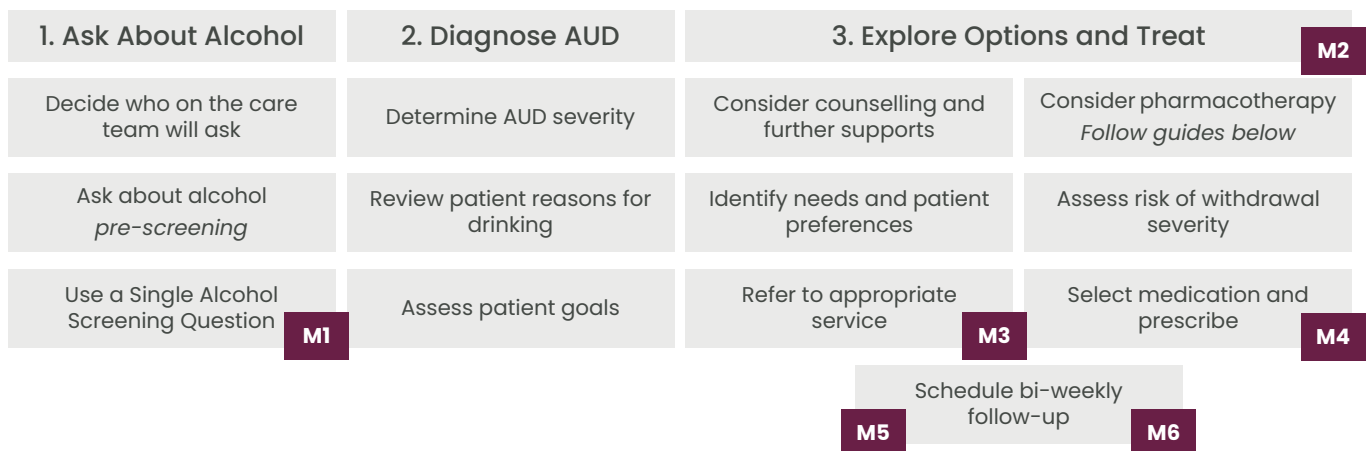 1. Ask About Alcohol
Decide who on the care
team will ask
Ask about alcohol
pre-screening
Use a Single Alcohol
Screening Question
M1
2. Diagnose AUD
Determine AUD severity
Review patient reasons for
drinking
Assess patient goals
3. Explore Options and Treat
M2
Consider counselling and
further supports
Identify needs and patient
preferences
Refer to appropriate
service
M3
Consider pharmacotherapy
Follow guides below
Assess risk of withdrawal
severity
Select medication and
prescribe
M4
Schedule bi-weekly
follow-up
M5
M6